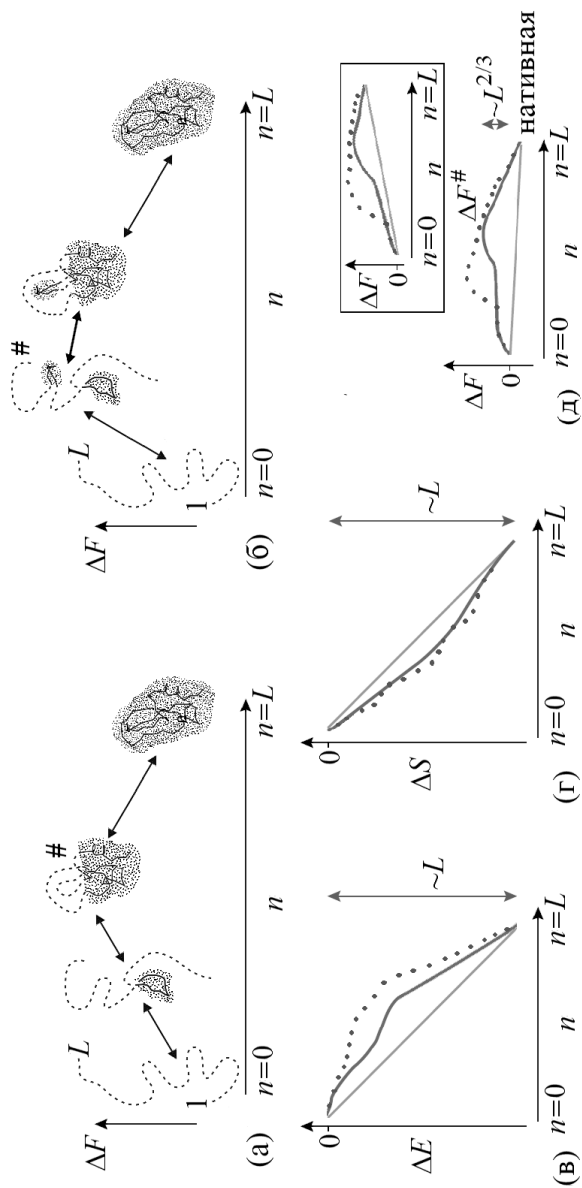 ΔF
L
1
n=0
n
n=L
#
(а)
ΔF
L
1
n=0
n
n=L
#
(б)
0
ΔE
~L
n=0
n
n=L
(в)
0
ΔS
~L
n=0
n
n=L
(г)
ΔF
0
n=0
n
n=L
ΔF
0
ΔF#
~L2/3
нативная
n=0
n
n=L
(д)